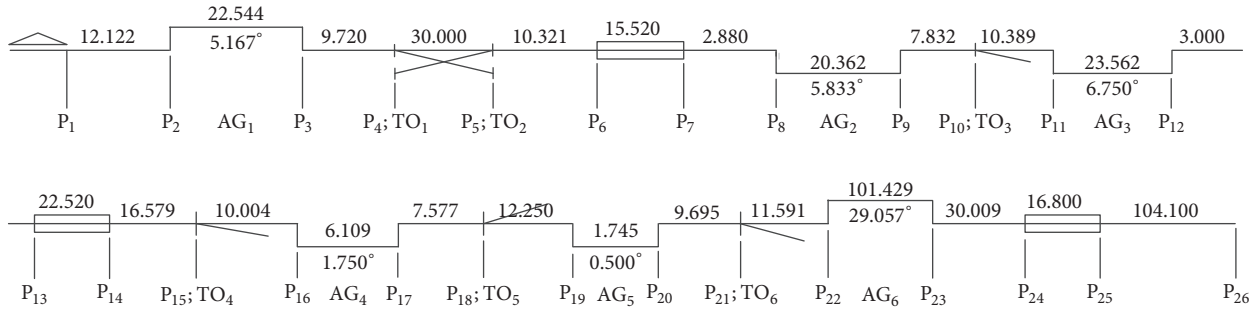 22.544 15.520
12.122 9.720 30.000 10.321 2.880 7.832 10.389 3.000
5.167° 20.362 23.562
5.833° 6.750°
P₁ P₂ AG₁ P₃ P₄; TO₁ P₅; TO₂ P₆ P₇ P₈ AG₂ P₉ P₁₀; TO₃ P₁₁ AG₃ P₁₂
101.429
22.520 16.579 10.004 7.577 12.250 9.695 11.591 29.057° 30.009 16.800 104.100
6.109 1.745
1.750° 0.500°
P₁₃ P₁₄ P₁₅; TO₄ P₁₆ AG₄ P₁₇ P₁₈; TO₅ P₁₉ AG₅ P₂₀ P₂₁; TO₆ P₂₂ AG₆ P₂₃ P₂₄ P₂₅ P₂₆